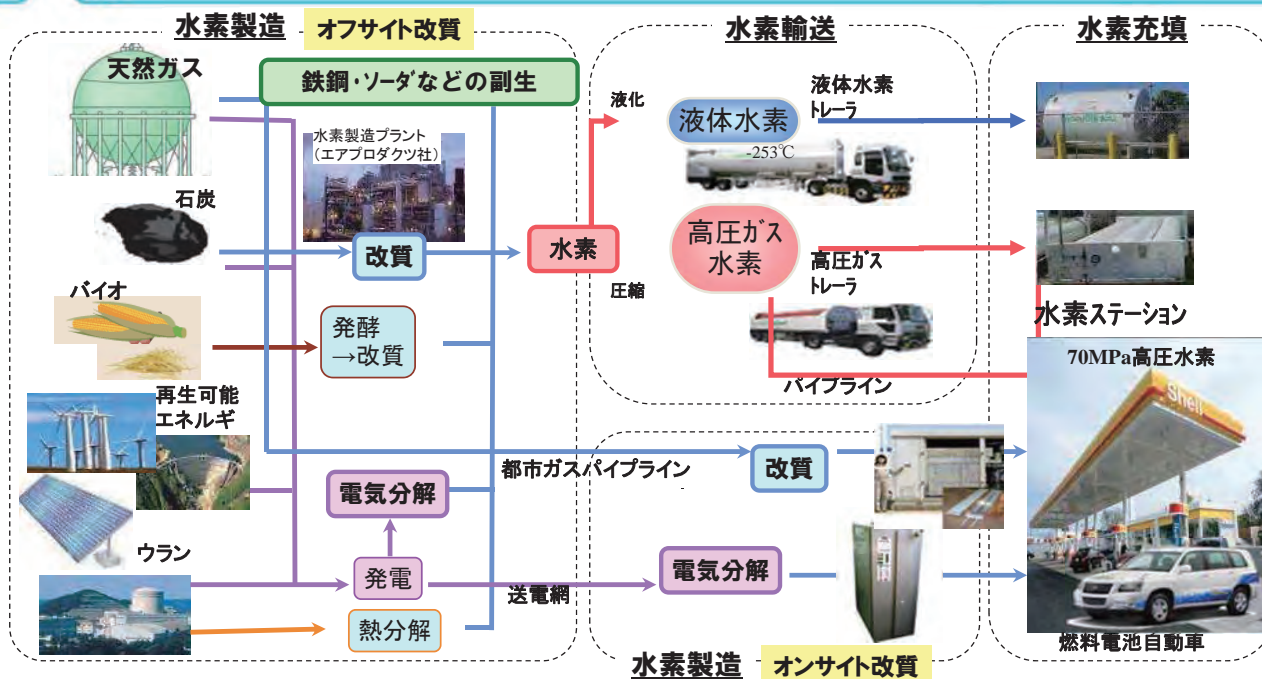 水素製造
オフサイト改質
水素輸送
水素充填
天然ガス
鉄鋼・ソーダなどの副生
水素製造プラント
（エアプロダクツ社）
液化
液体水素
-253℃
液体水素
トレーラ
石炭
改質
水素
高圧ガス
水素
圧縮
高圧ガス
トレーラ
バイオ
発酵
→改質
パイプライン
水素ステーション
70MPa高圧水素
Shell
再生可能
エネルギ
都市ガスパイプライン
改質
電気分解
ウラン
発電
送電網
電気分解
熱分解
燃料電池自動車
水素製造
オンサイト改質